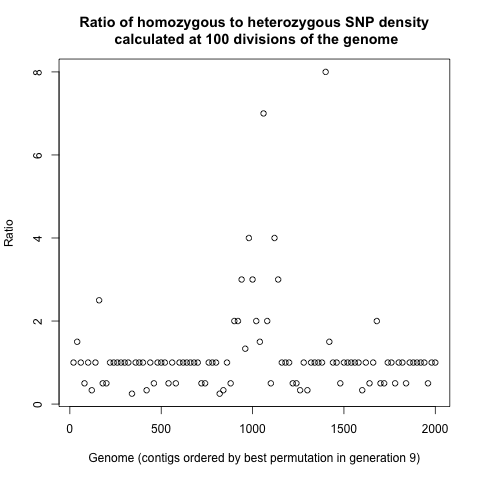 Ratio of homozygous to heterozygous SNP density
calculated at 100 divisions of the genome
Ratio
8
6
4
2
0
0 500 1000 1500 2000
Genome (contigs ordered by best permutation in generation 9)